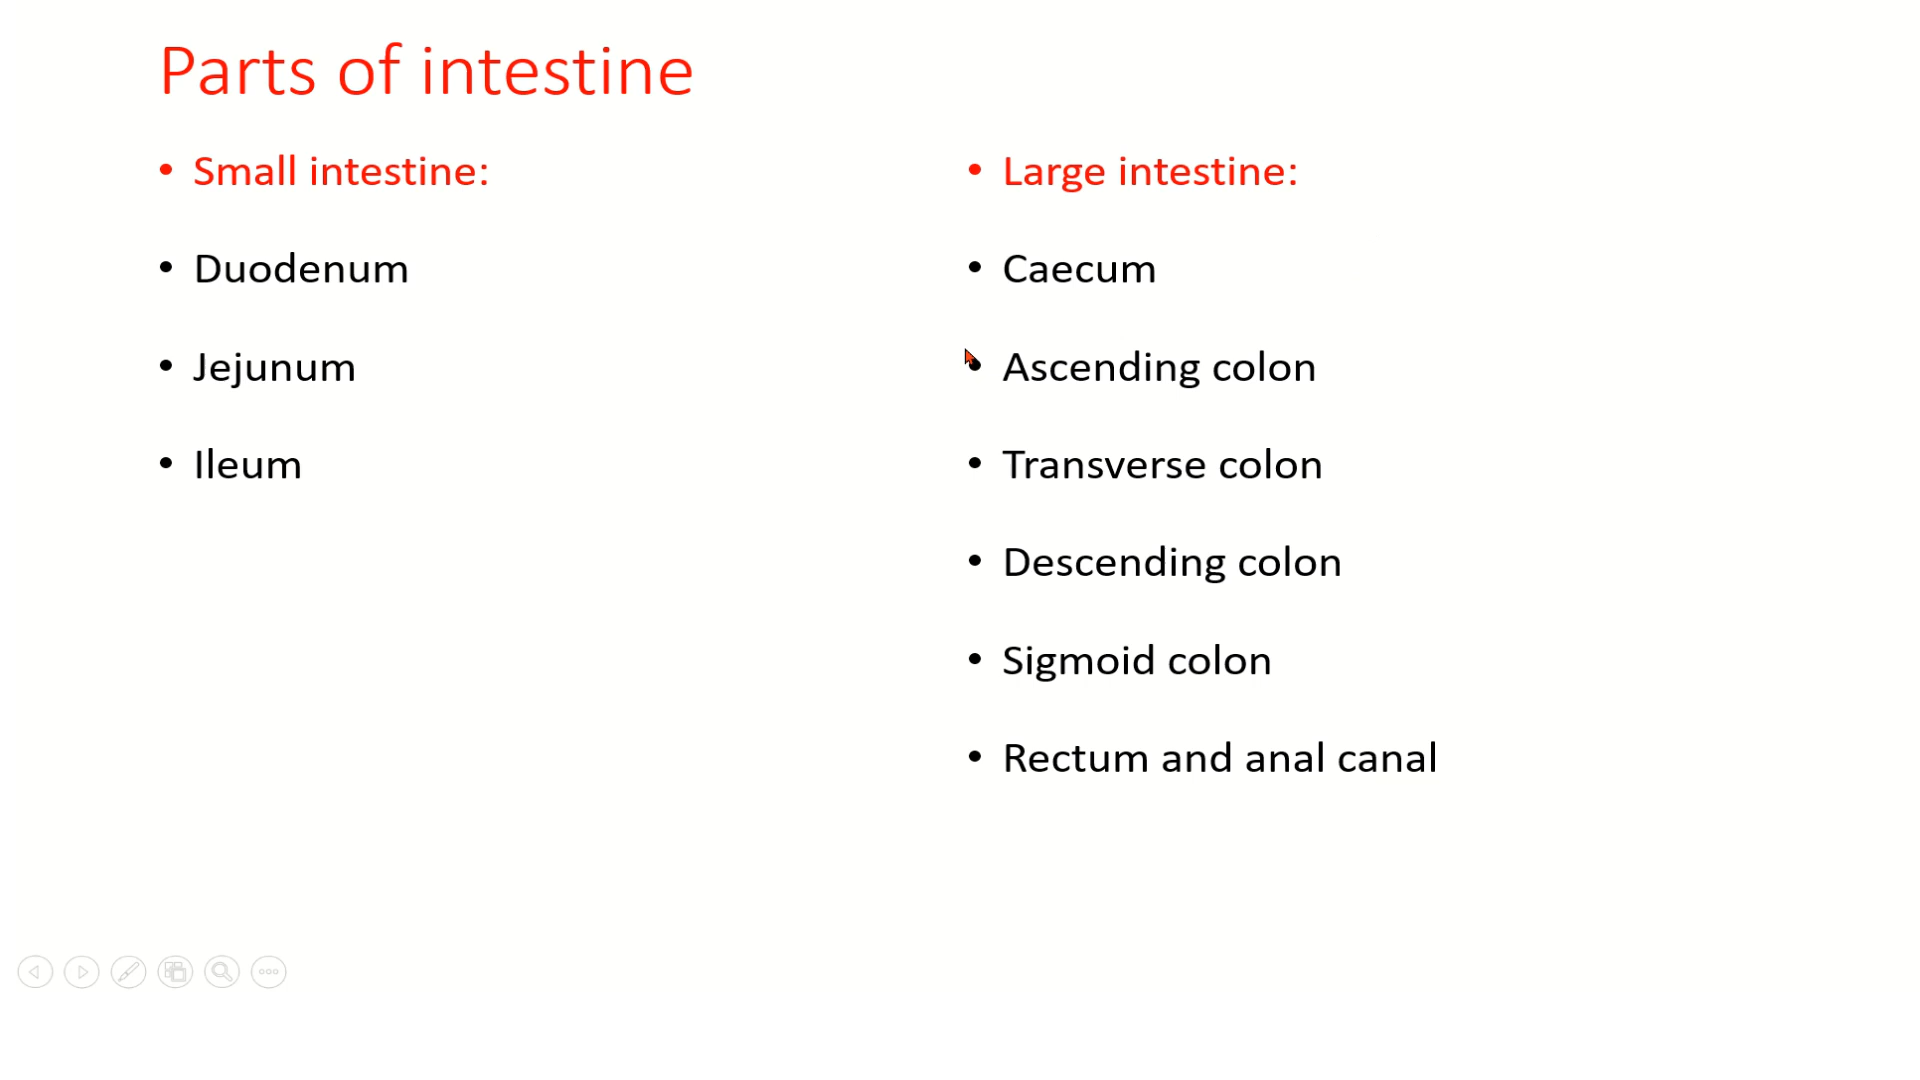 Parts of intestine
• Small intestine:
• Duodenum
• Jejunum
• Ileum
• Large intestine:
• Caecum
• Ascending colon
• Transverse colon
• Descending colon
• Sigmoid colon
• Rectum and anal canal